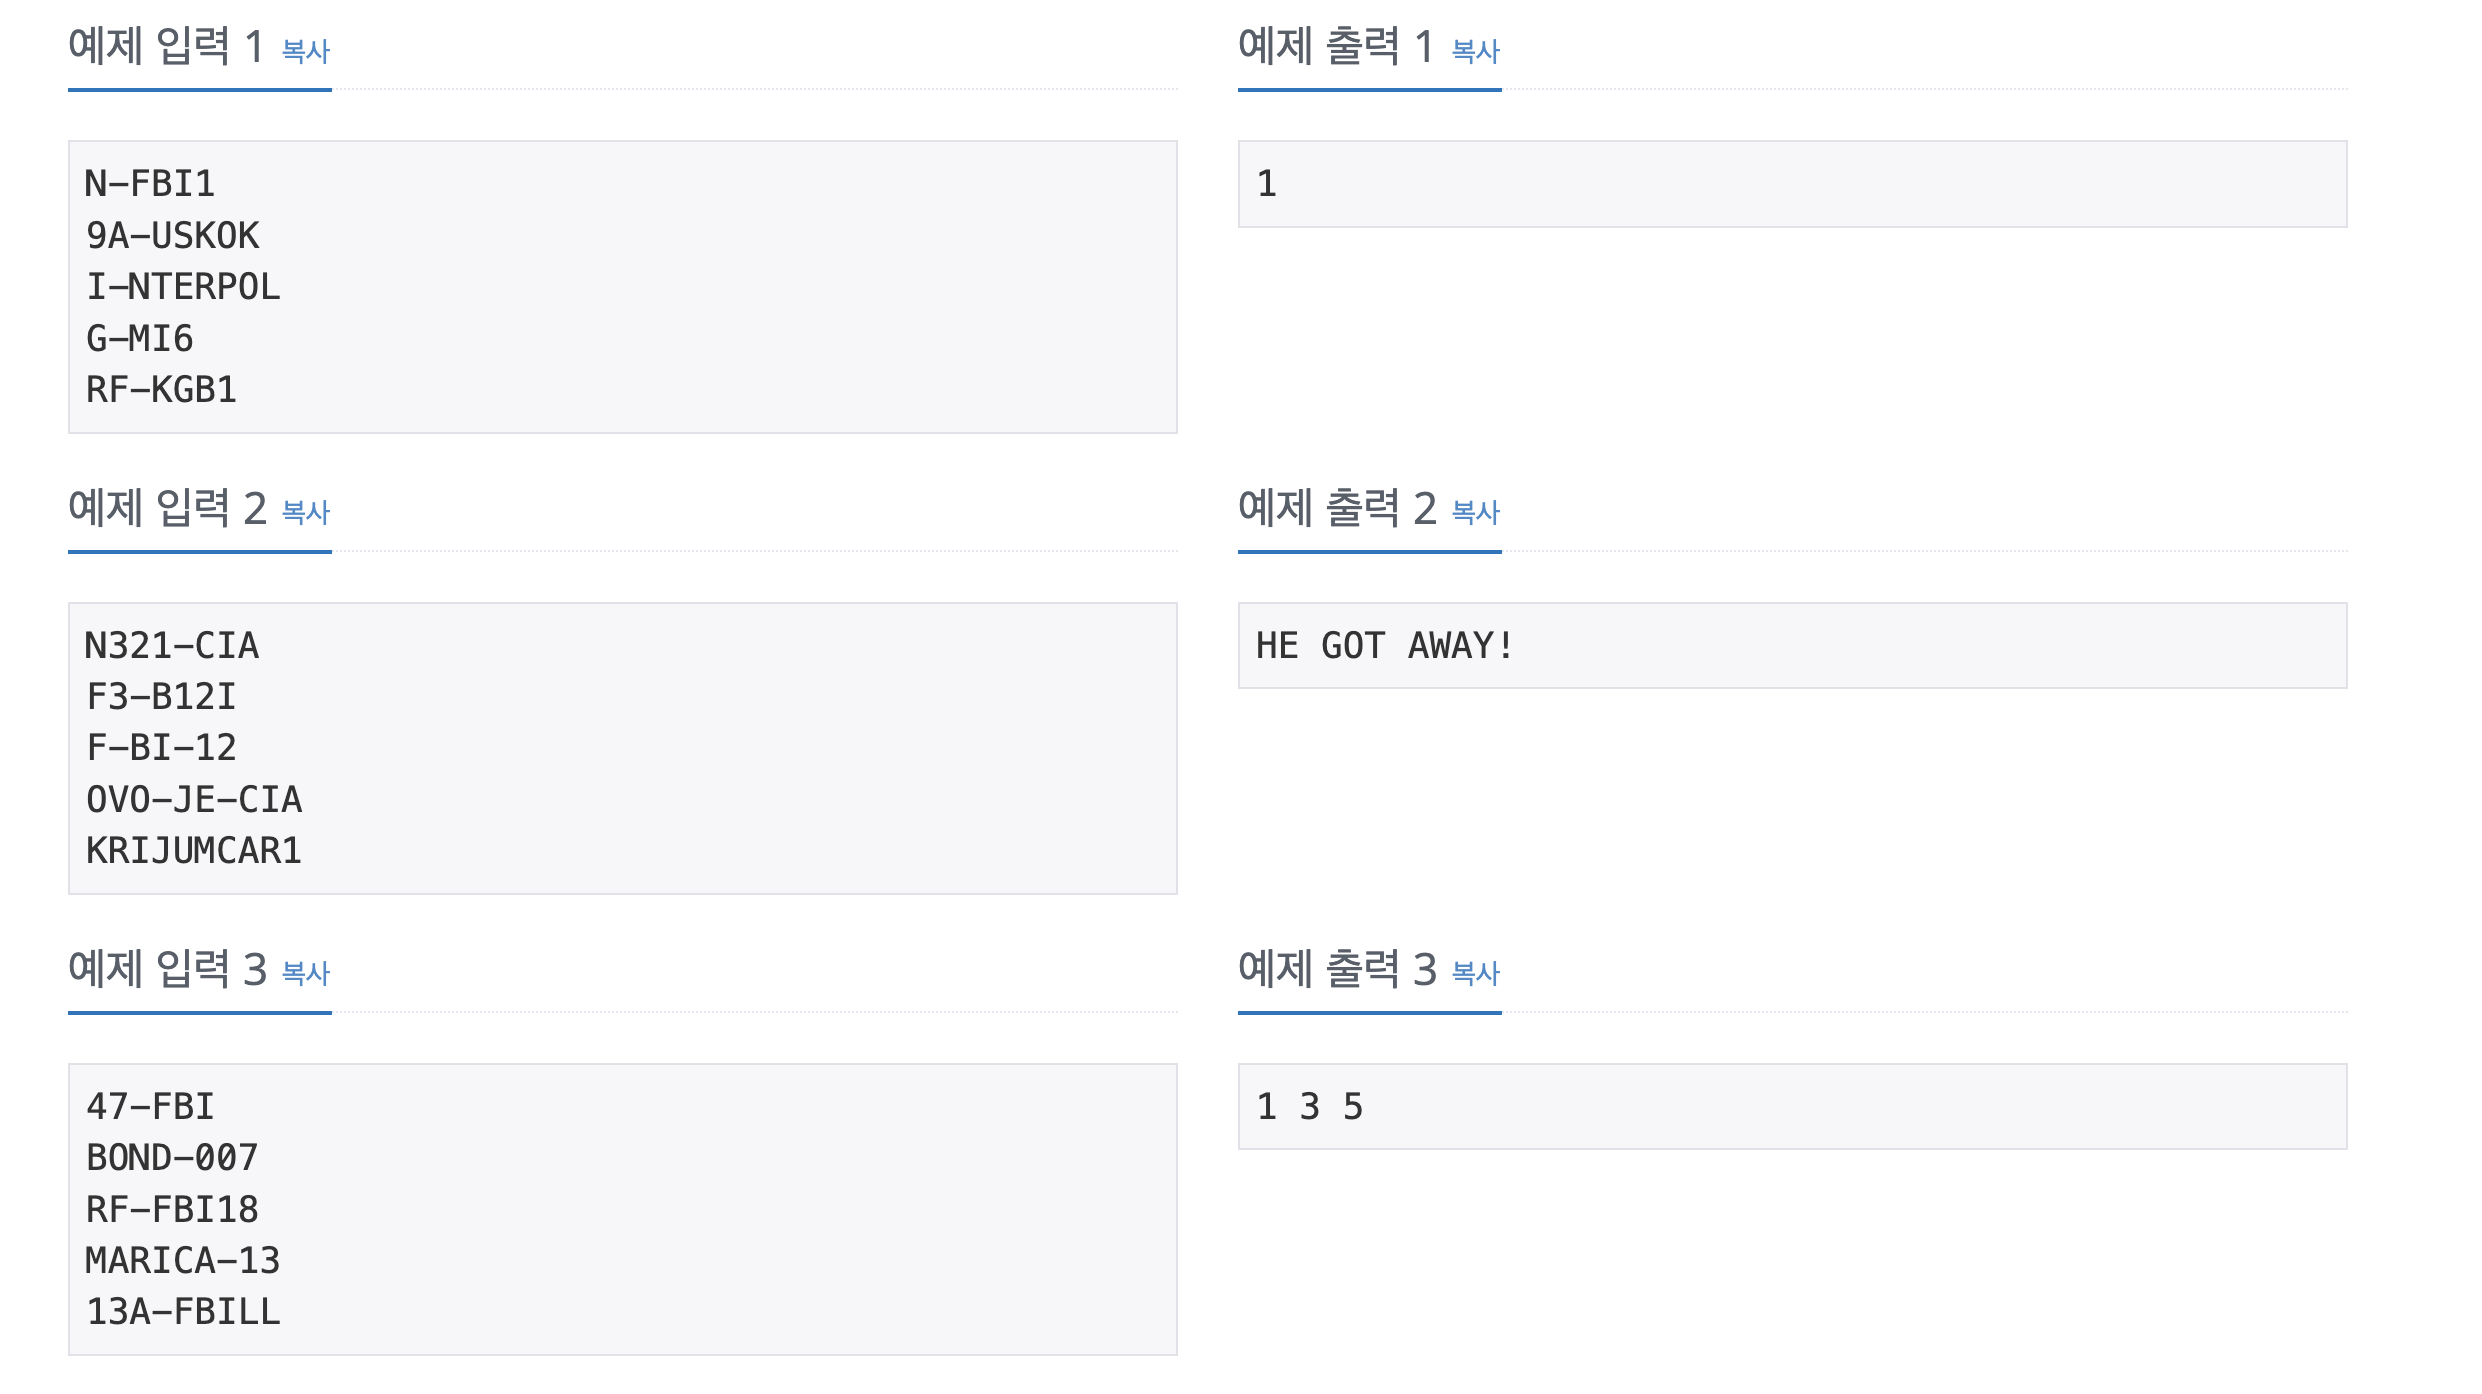 예제 입력 1 복사
N-FBI1
9A-USKOK
I-NTERPOL
G-MI6
RF-KGB1
예제 출력 1 복사
1
예제 입력 2 복사
N321-CIA
F3-B12I
F-BI-12
OVO-JE-CIA
KRIJUMCAR1
예제 출력 2 복사
HE GOT AWAY!
예제 입력 3 복사
47-FBI
BOND-007
RF-FBI18
MARICA-13
13A-FBILL
예제 출력 3 복사
1 3 5